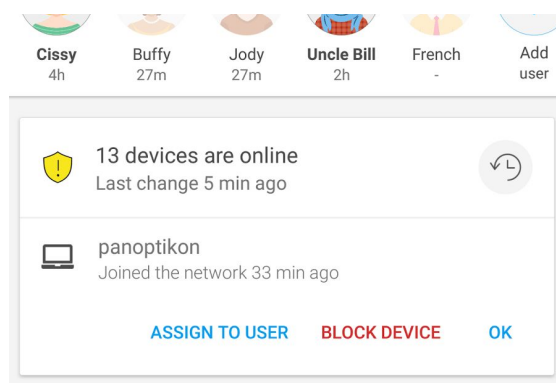 Cissy Buffy Jody Uncle Bill French Add
4h 27m 27m 2h - user
13 devices are online
Last change 5 min ago
panoptikon
Joined the network 33 min ago
ASSIGN TO USER BLOCK DEVICE OK